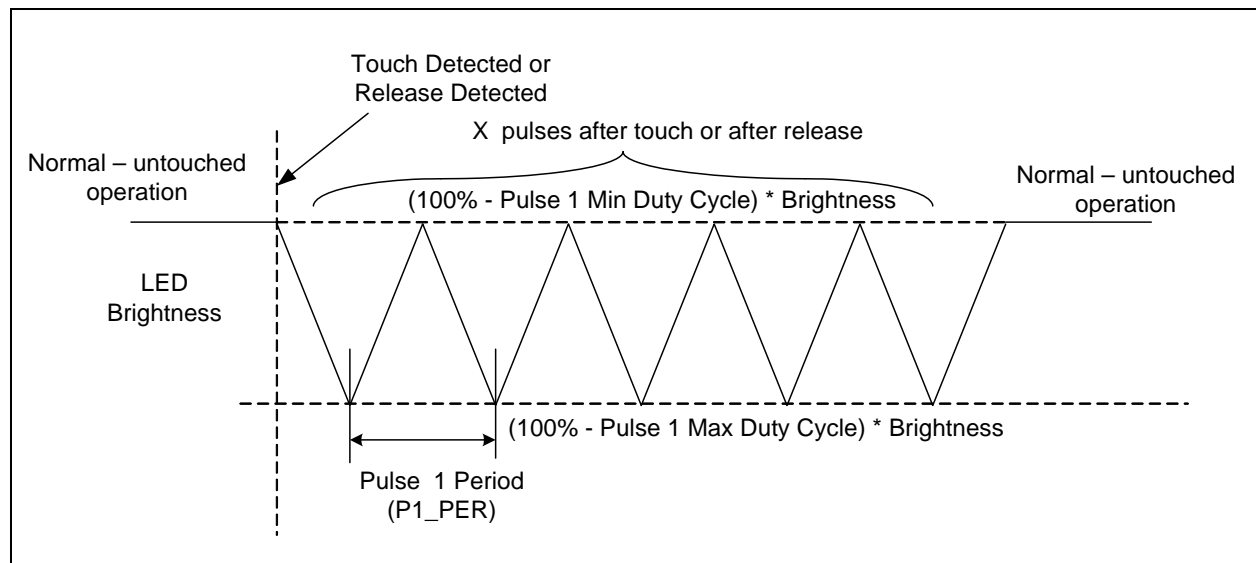 Touch Detected or
Release Detected
X pulses after touch or after release
Normal – untouched
operation
(100% - Pulse 1 Min Duty Cycle) * Brightness
Normal – untouched
operation
LED
Brightness
(100% - Pulse 1 Max Duty Cycle) * Brightness
Pulse 1 Period
(P1_PER)